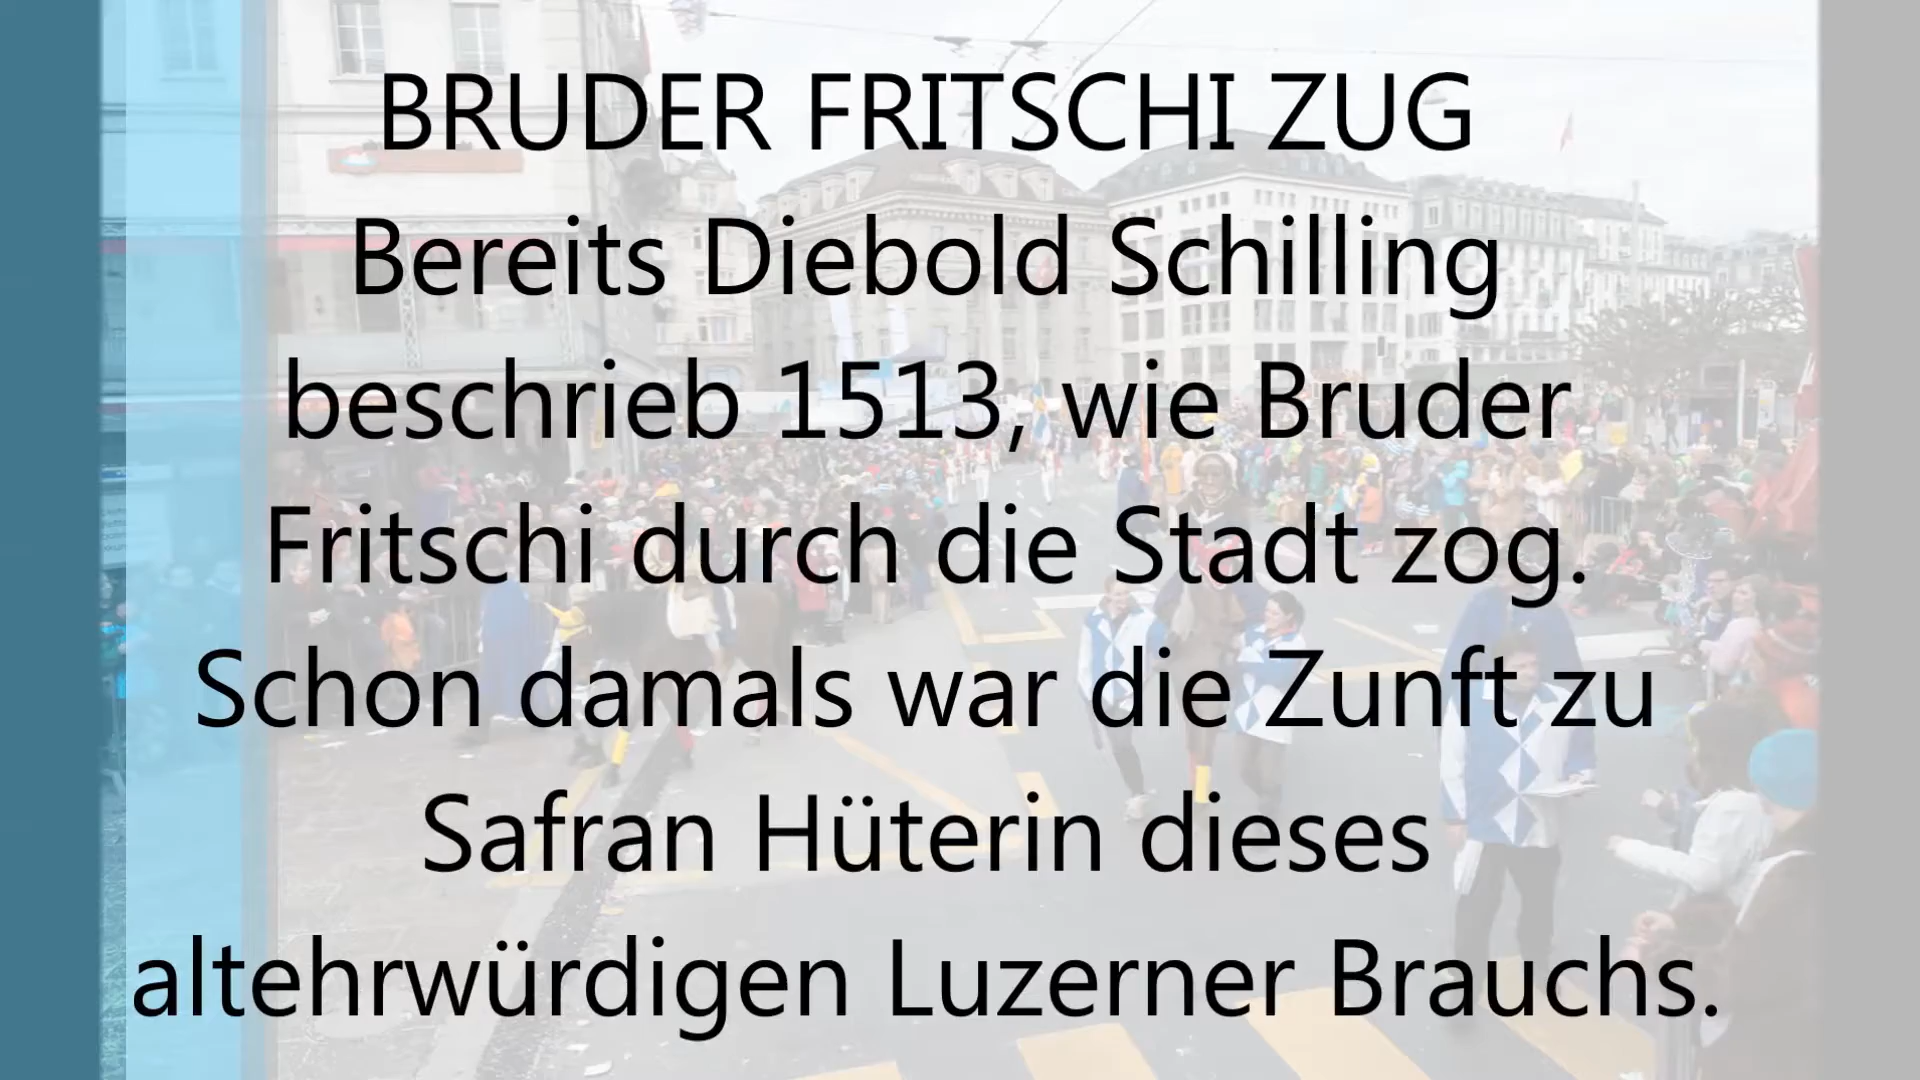 BRUDER FRITSCHI ZUG
Bereits Diebold Schilling
beschrieb 1513, wie Bruder
Fritschi durch die Stadt zog.
Schon damals war die Zunft zu
Safran Hüterin dieses
altehrwürdigen Luzerner Brauchs.